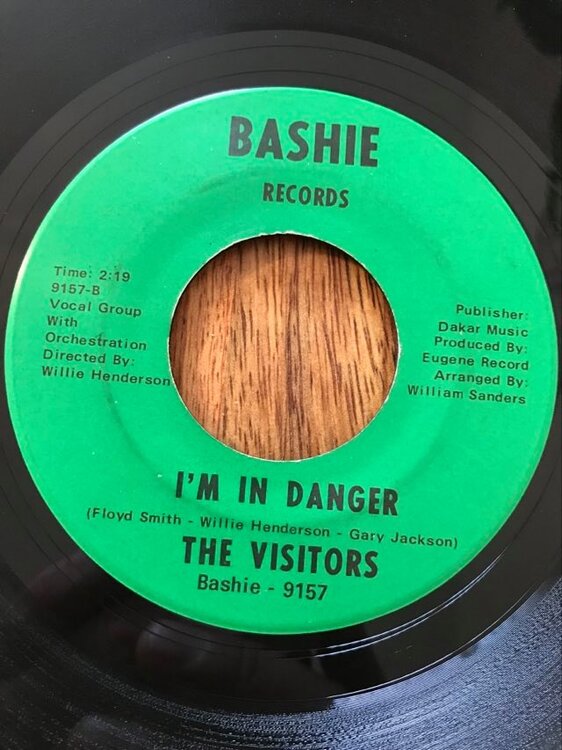 BASHIE
RECORDS
Time: 2:19
9157-B
Vocal Group
With
Orchestration
Directed By:
Willie Henderson
Publisher:
Dakar Music
Produced By:
Eugene Record
Arranged By:
William Sanders
I'M IN DANGER
(Floyd Smith - Willie Henderson - Gary Jackson)
THE VISITORS
Bashie - 9157